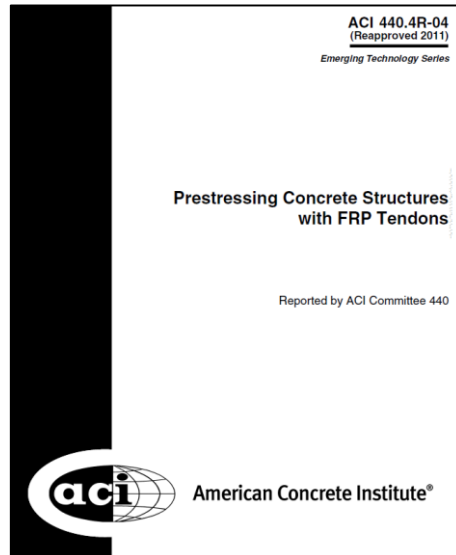 ACI 440.4R-04
(Reapproved 2011)
Emerging Technology Series
Prestressing Concrete Structures
with FRP Tendons
Reported by ACI Committee 440
aci American Concrete Institute®